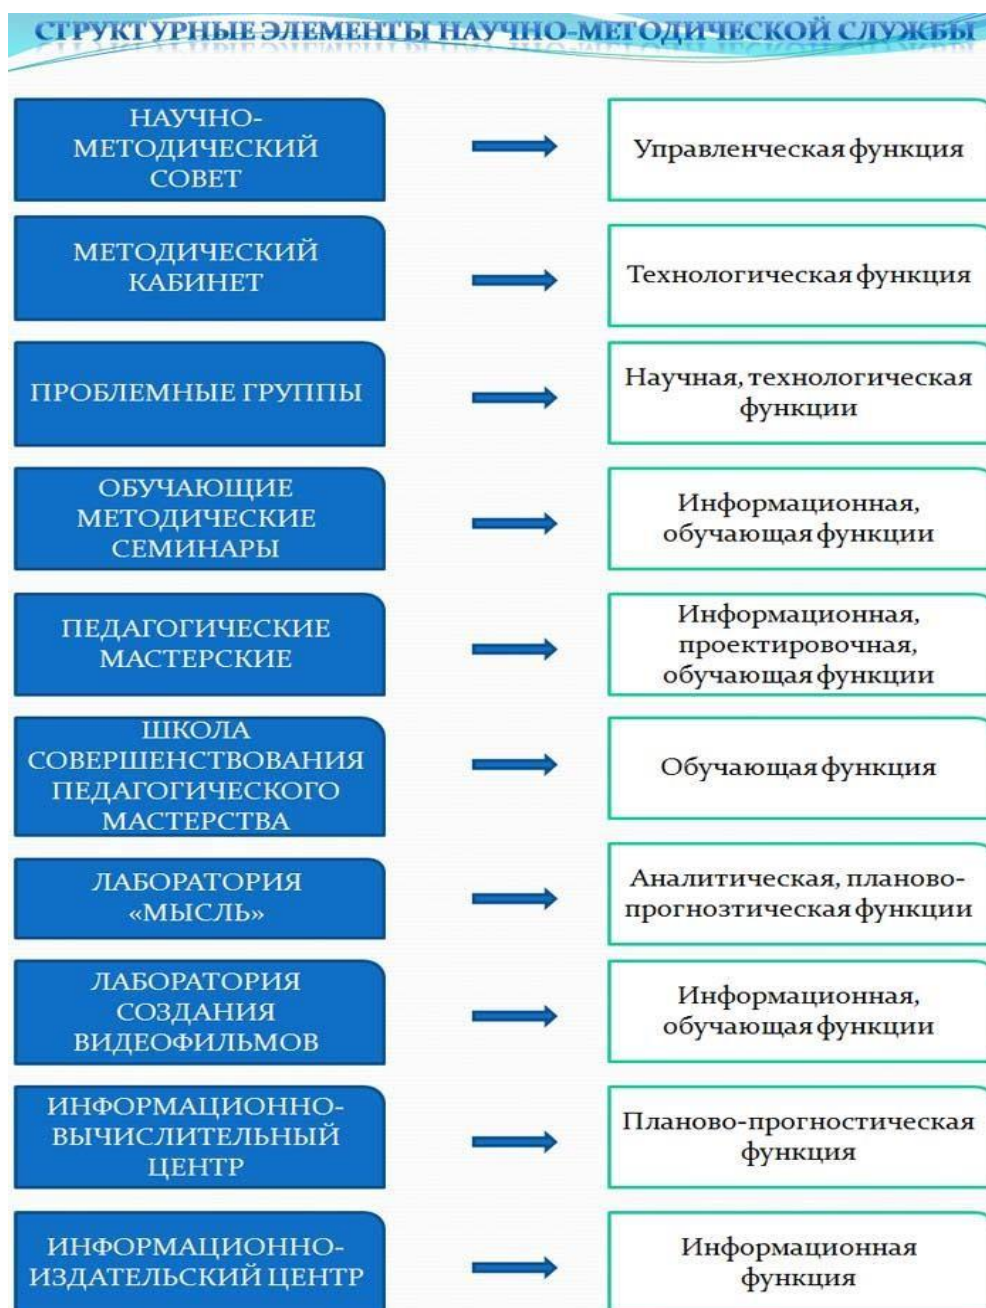 СТРУКТУРНЫЕ ЭЛЕМЕНТЫ НАУЧНО-МЕТОДИЧЕСКОЙ СЛУЖБЫ
НАУЧНО-
МЕТОДИЧЕСКИЙ
СОВЕТ
Управленческая функция
МЕТОДИЧЕСКИЙ
КАБИНЕТ
Технологическая функция
ПРОБЛЕМНЫЕ ГРУППЫ
Научная, технологическая
функции
ОБУЧАЮЩИЕ
МЕТОДИЧЕСКИЕ
СЕМИНАРЫ
Информационная,
обучающая функции
ПЕДАГОГИЧЕСКИЕ
МАСТЕРСКИЕ
Информационная,
проектировочная,
обучающая функции
ШКОЛА
СОВЕРШЕНСТВОВАНИЯ
ПЕДАГОГИЧЕСКОГО
МАСТЕРСТВА
Обучающая функция
ЛАБОРАТОРИЯ
«МЫСЛЬ»
Аналитическая, планово-
прогнозтическая функции
ЛАБОРАТОРИЯ
СОЗДАНИЯ
ВИДЕОФИЛЬМОВ
Информационная,
обучающая функции
ИНФОРМАЦИОННО-
ВЫЧИСЛИТЕЛЬНЫЙ
ЦЕНТР
Планово-прогностическая
функция
ИНФОРМАЦИОННО-
ИЗДАТЕЛЬСКИЙ ЦЕНТР
Информационная
функция